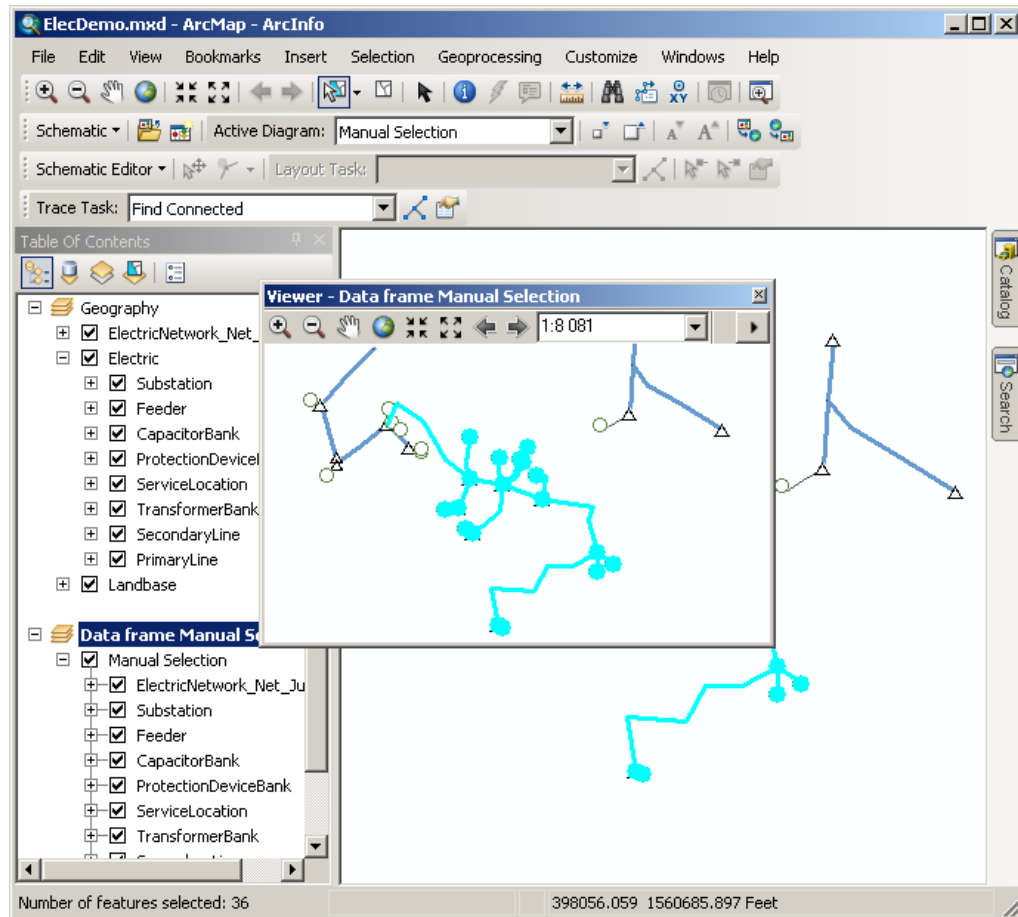 ElecDemo.mxd - ArcMap - ArcInfo
File Edit View Bookmarks Insert Selection Geoprocessing Customize Windows Help
XY
Schematic Active Diagram: Manual Selection
Schematic Editor Layout Task:
Trace Task: Find Connected
Table Of Contents
Geography
ElectricNetwork_Net_
Electric
Substation
Feeder
CapacitorBank
ProtectionDeviceB
ServiceLocation
TransformerBank
SecondaryLine
PrimaryLine
Landbase
Data frame Manual Se
Manual Selection
ElectricNetwork_Net_Ju
Substation
Feeder
CapacitorBank
ProtectionDeviceBank
ServiceLocation
TransformerBank
Viewer - Data frame Manual Selection
1:8 081
Catalog
Search
Number of features selected: 36
398056.059 1560685.897 Feet